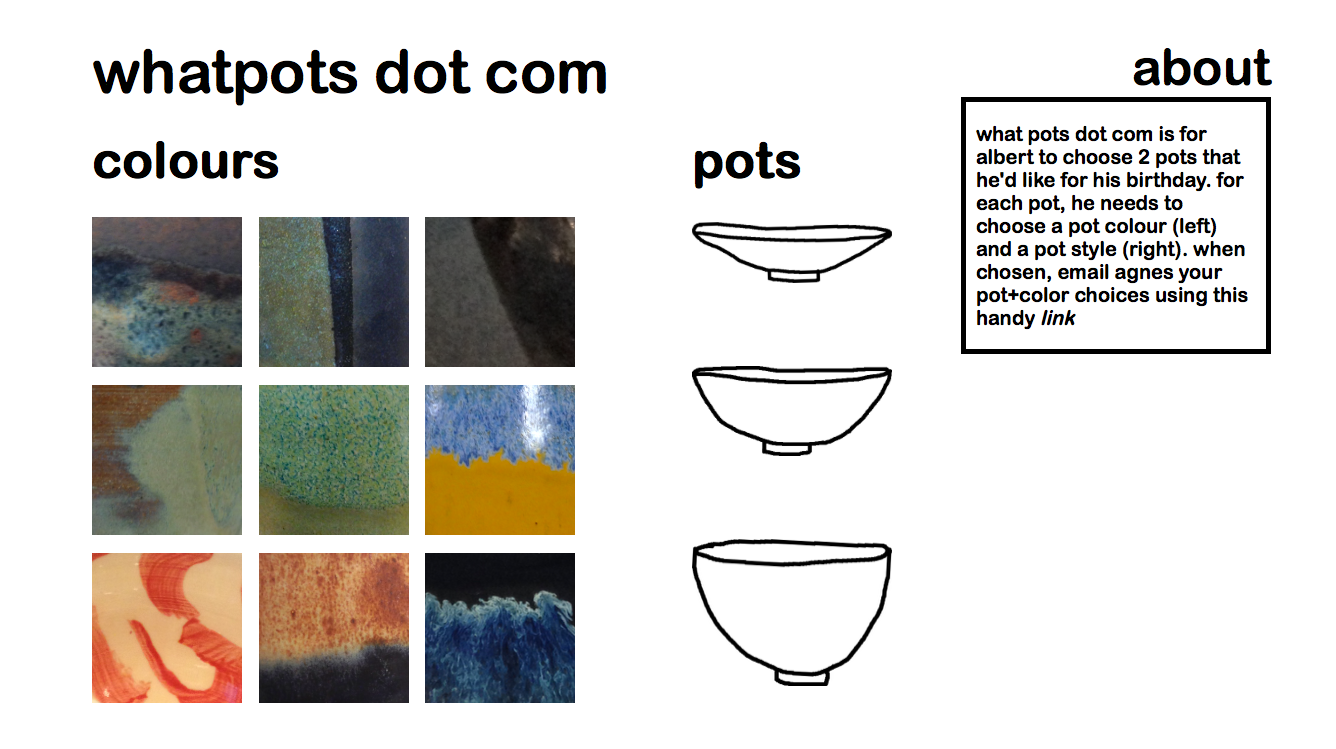 whatpots dot com
colours
pots
about
what pots dot com is for
albert to choose 2 pots that
he'd like for his birthday. for
each pot, he needs to
choose a pot colour (left)
and a pot style (right). when
chosen, email agnes your
pot+color choices using this
handy link